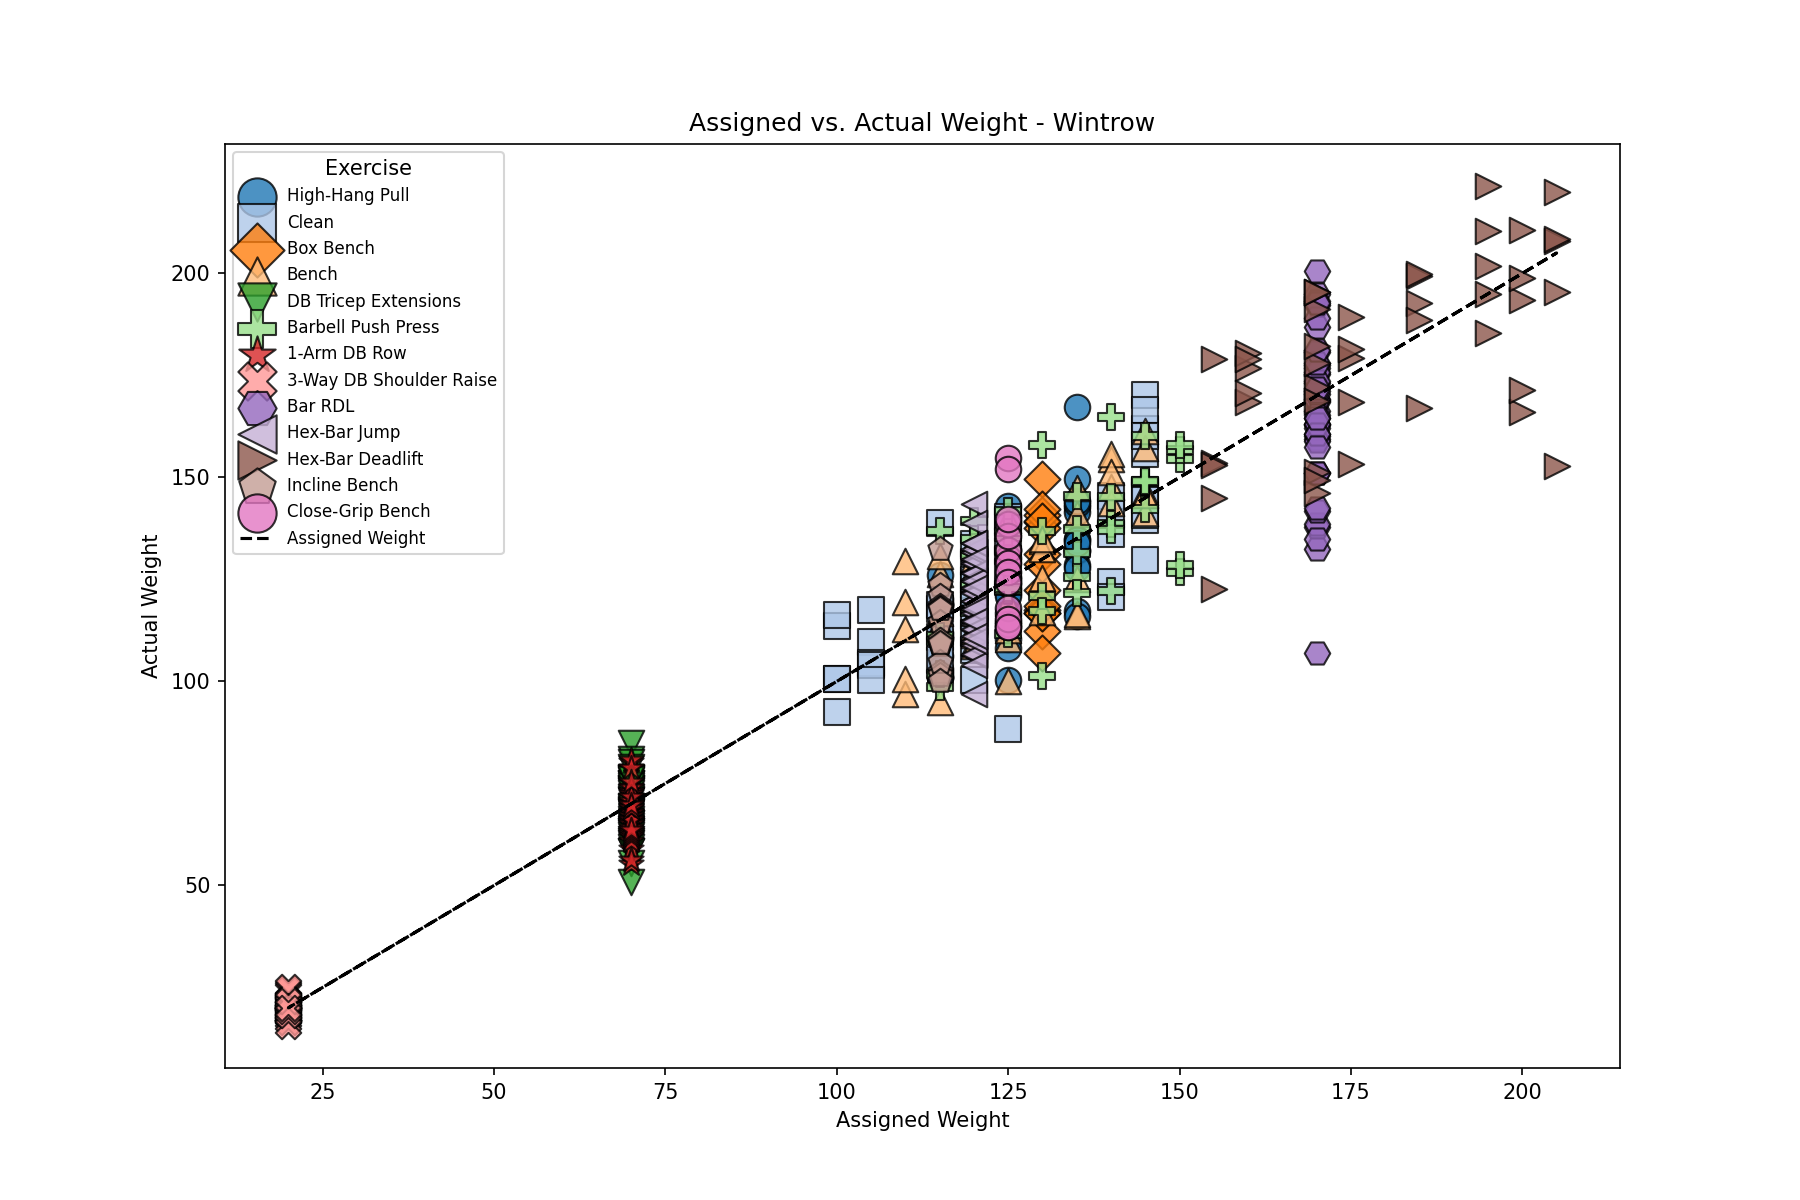 Assigned vs. Actual Weight - Wintrow
Exercise
High-Hang Pull
Clean
Box Bench
Bench
DB Tricep Extensions
Barbell Push Press
1-Arm DB Row
3-Way DB Shoulder Raise
Bar RDL
Hex-Bar Jump
Hex-Bar Deadlift
Incline Bench
Close-Grip Bench
Assigned Weight
Actual Weight
200
150
100
50
25 50 75 100 125 150 175 200
Assigned Weight